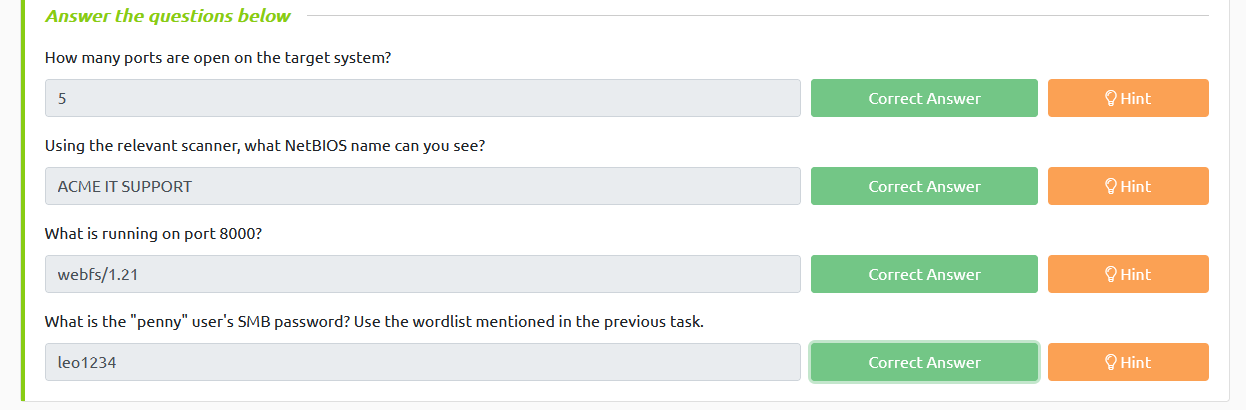 Answer the questions below
How many ports are open on the target system?
5
Correct Answer
Hint
Using the relevant scanner, what NetBIOS name can you see?
ACME IT SUPPORT
Correct Answer
Hint
What is running on port 8000?
webfs/1.21
Correct Answer
Hint
What is the "penny" user's SMB password? Use the wordlist mentioned in the previous task.
leo1234
Correct Answer
Hint